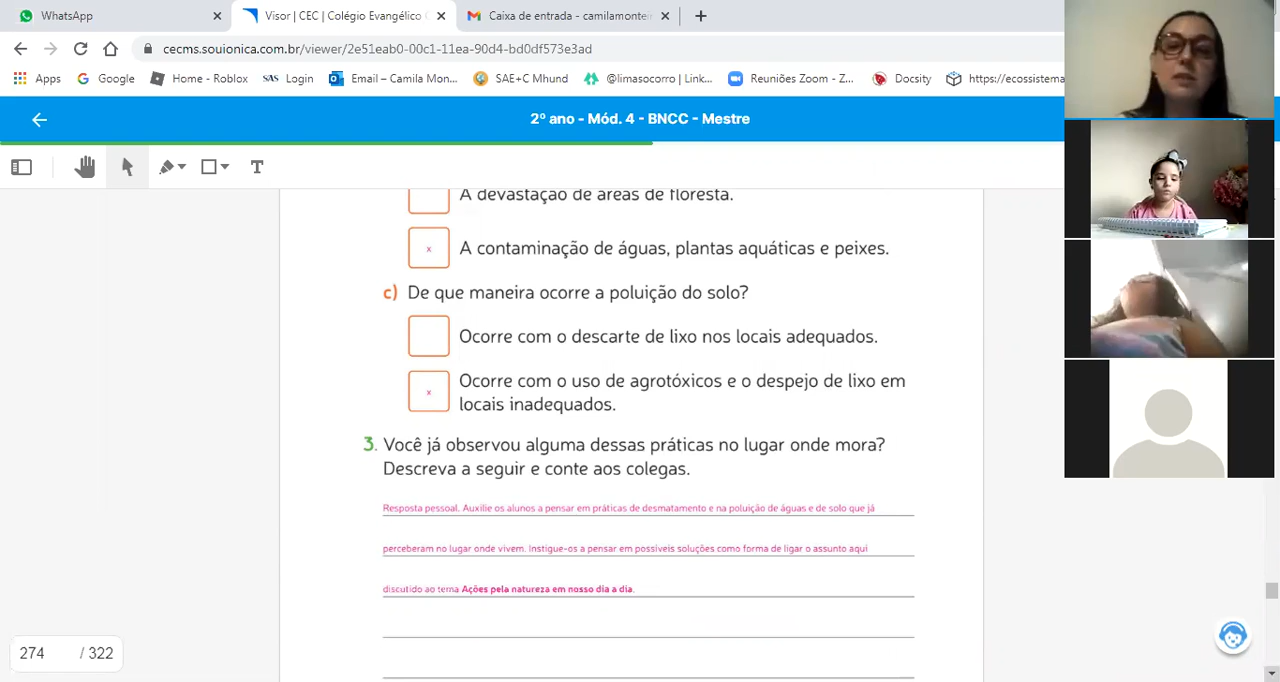 WhatsApp
Visor | CEC | Colégio Evangélico
Caixa de entrada - camilamonter
cecms.souionica.com.br/viewer/2e51eab0-00c1-11ea-90d4-bd0df573e3ad
Apps
Google
Home - Roblox
SAS
Login
Email – Camila Mon...
SAE+C Mhund
@limasocorro | Link...
Reuniões Zoom - Z...
Docsity
https://ecossistema
2º ano - Mód. 4 - BNCC - Mestre
T
A devastação de áreas de floresta.
x A contaminação de águas, plantas aquáticas e peixes.
c) De que maneira ocorre a poluição do solo?
Ocorre com o descarte de lixo nos locais adequados.
x Ocorre com o uso de agrotóxicos e o despejo de lixo em
locais inadequados.
3. Você já observou alguma dessas práticas no lugar onde mora?
Descreva a seguir e conte aos colegas.
Resposta pessoal. Auxilie os alunos a pensar em práticas de desmatamento e na poluição de águas e de solo que já
perceberam no lugar onde vivem. Instigue-os a pensar em possíveis soluções como forma de ligar o assunto aqui
discutido ao tema Ações pela natureza em nosso dia a dia.
274 / 322